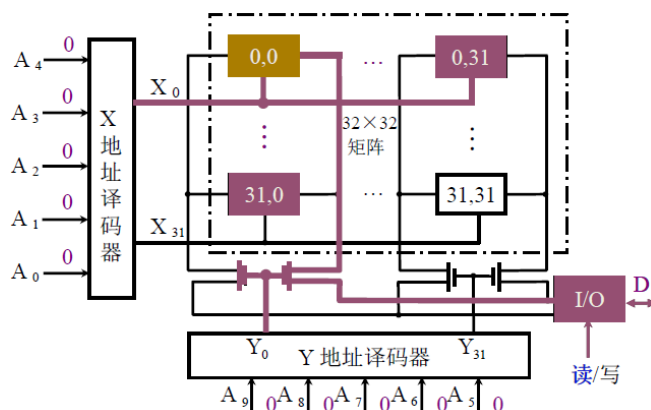 A4 0
A3 0
A2 0
A1 0
A0 0
X地址译码器
X0
X31
0,0
…
0,31
⋮
32×32
矩阵
⋮
31,0
…
31,31
I/O
D
读/写
Y0
Y地址译码器
Y31
A9 0
A8 0
A7 0
A6 0
A5 0